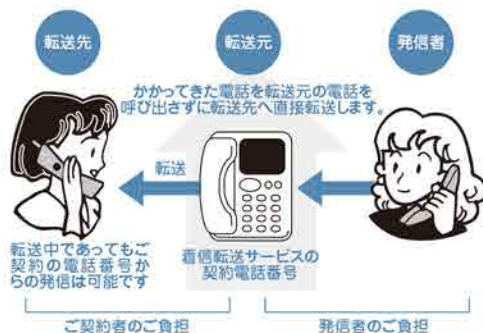 転送先
転送元
発信者
かかってきた電話を転送元の電話を
呼び出さずに転送先へ直接転送します。
転送
転送中であってもご
契約の電話番号か
らの発信は可能です
着信転送サービスの
契約電話番号
ご契約者のご負担
発信者のご負担